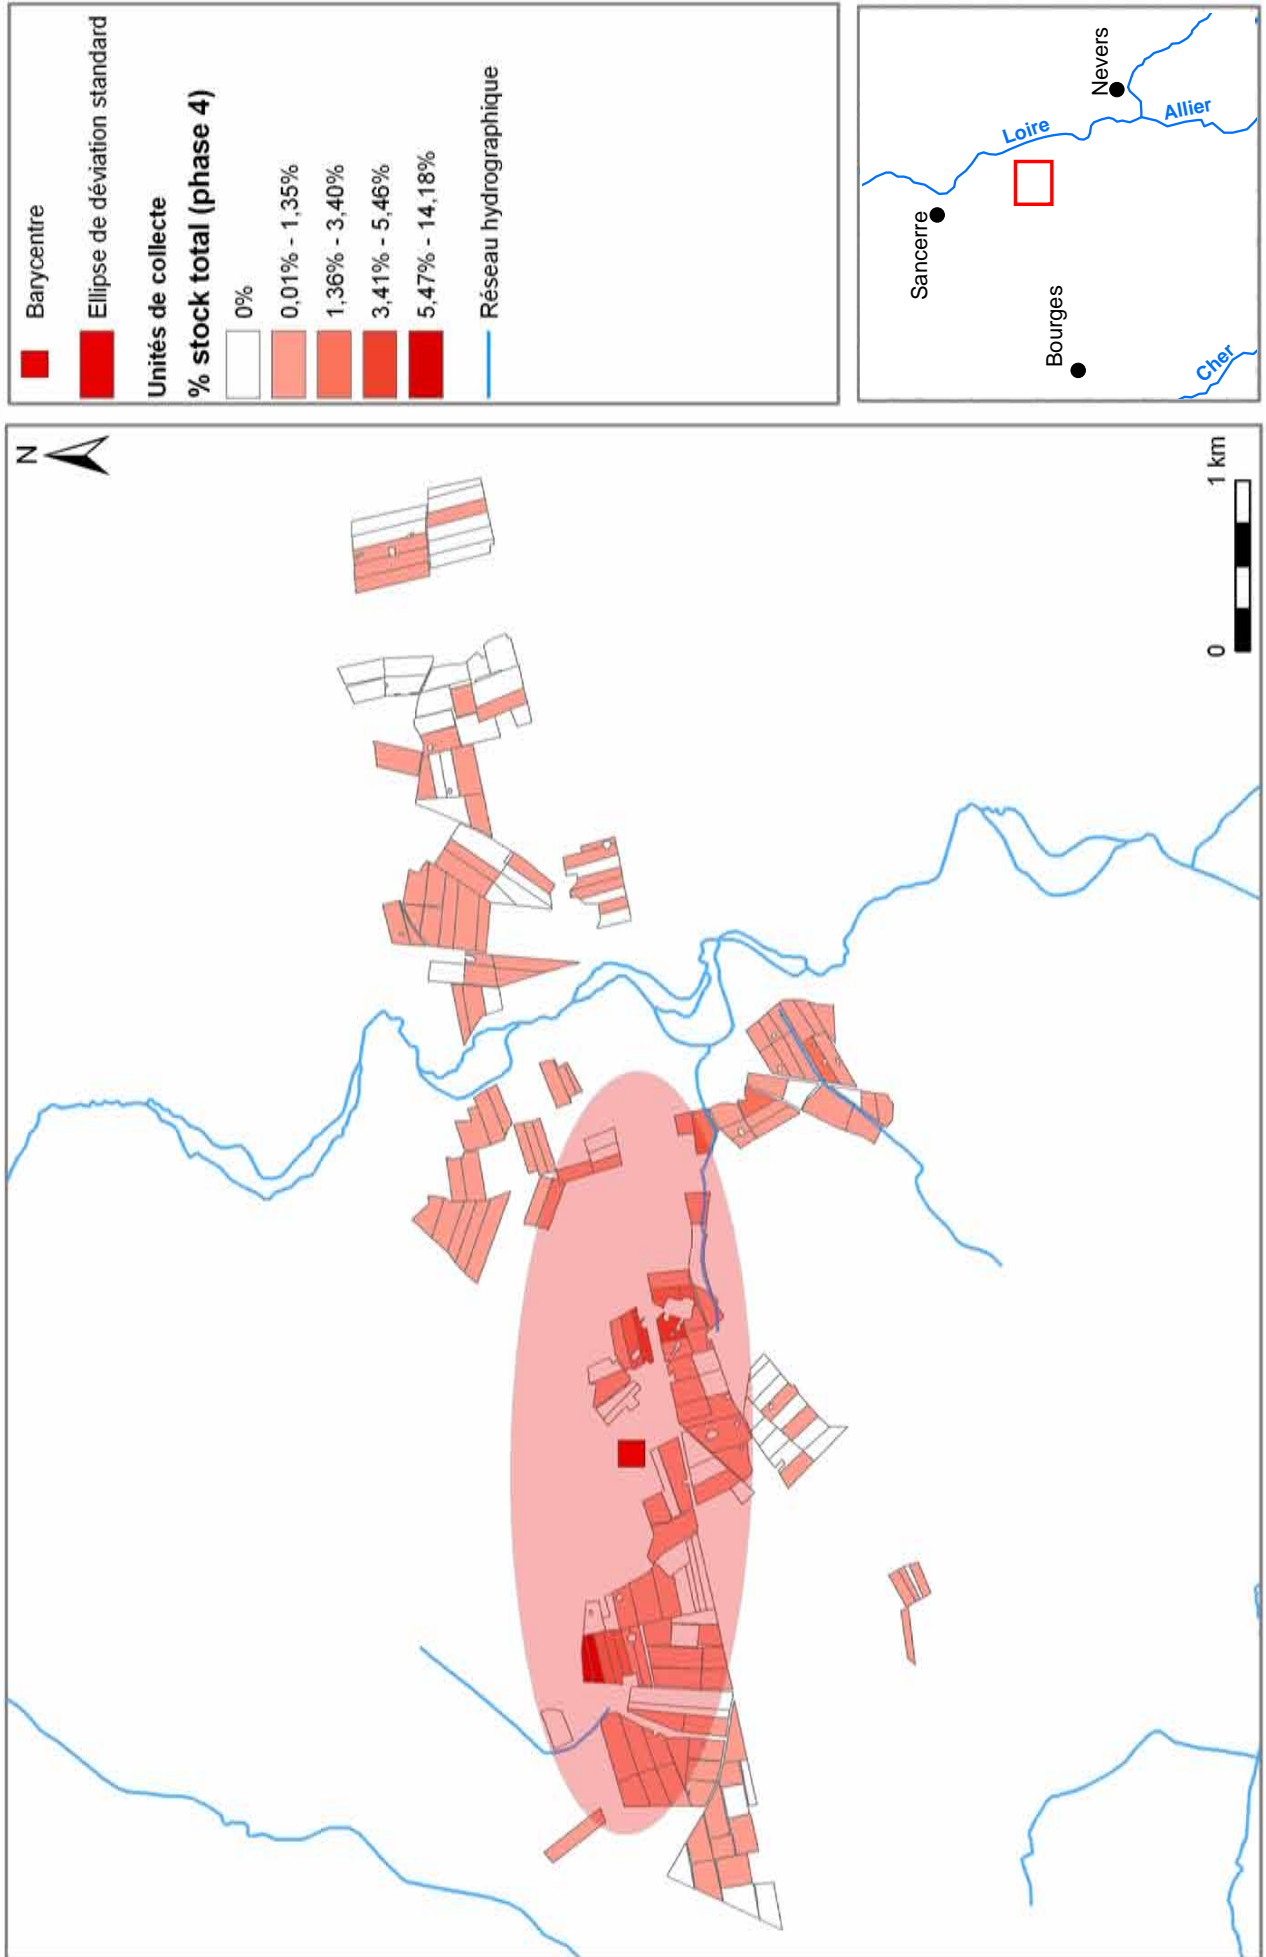 Barycentre
Ellipse de déviation standard
Unités de collecte
% stock total (phase 4)
0%
0,01% - 1,35%
1,36% - 3,40%
3,41% - 5,46%
5,47% - 14,18%
Réseau hydrographique
Sancerre
Bourges
Nevers
Loire
Allier
Cher
N
0
1 km